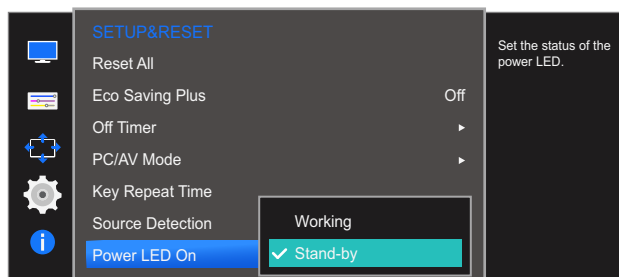 SETUP&RESET
Reset All
Eco Saving Plus Off
Off Timer
PC/AV Mode
Key Repeat Time
Source Detection
Power LED On
Working
Stand-by
Set the status of the
power LED.